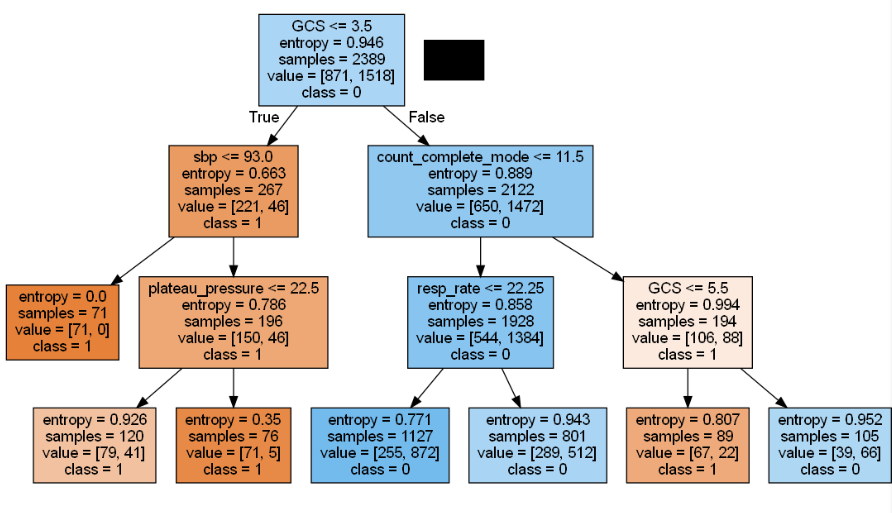 GCS <= 3.5
entropy = 0.946
samples = 2389
value = [871, 1518]
class = 0
True
False
sbp <= 93.0
entropy = 0.663
samples = 267
value = [221, 46]
class = 1
count_complete_mode <= 11.5
entropy = 0.889
samples = 2122
value = [650, 1472]
class = 0
entropy = 0.0
samples = 71
value = [71, 0]
class = 1
plateau_pressure <= 22.5
entropy = 0.786
samples = 196
value = [150, 46]
class = 1
resp_rate <= 22.25
entropy = 0.858
samples = 1928
value = [544, 1384]
class = 0
GCS <= 5.5
entropy = 0.994
samples = 194
value = [106, 88]
class = 1
entropy = 0.926
samples = 120
value = [79, 41]
class = 1
entropy = 0.35
samples = 76
value = [71, 5]
class = 1
entropy = 0.771
samples = 1127
value = [255, 872]
class = 0
entropy = 0.943
samples = 801
value = [289, 512]
class = 0
entropy = 0.807
samples = 89
value = [67, 22]
class = 1
entropy = 0.952
samples = 105
value = [39, 66]
class = 0